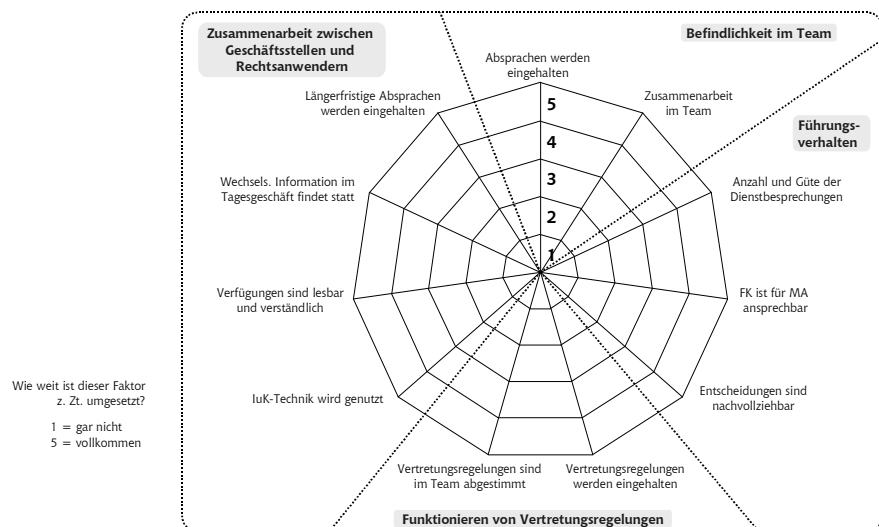 Zusammenarbeit zwischen
Geschäftsstellen und
Rechtsanwendern
Befindlichkeit im Team
Führungs-
verhalten
Absprachen werden
eingehalten
Zusammenarbeit
im Team
Anzahl und Güte der
Dienstbesprechungen
FK ist für MA
ansprechbar
Entscheidungen sind
nachvollziehbar
Vertretungsregelungen
werden eingehalten
Vertretungsregelungen sind
im Team abgestimmt
IuK-Technik wird genutzt
Verfügungen sind lesbar
und verständlich
Wechsels. Information im
Tagesgeschäft findet statt
Längerfristige Absprachen
werden eingehalten
5
4
3
2
1
Wie weit ist dieser Faktor
z. Zt. umgesetzt?
1 = gar nicht
5 = vollkommen
Funktionieren von Vertretungsregelungen